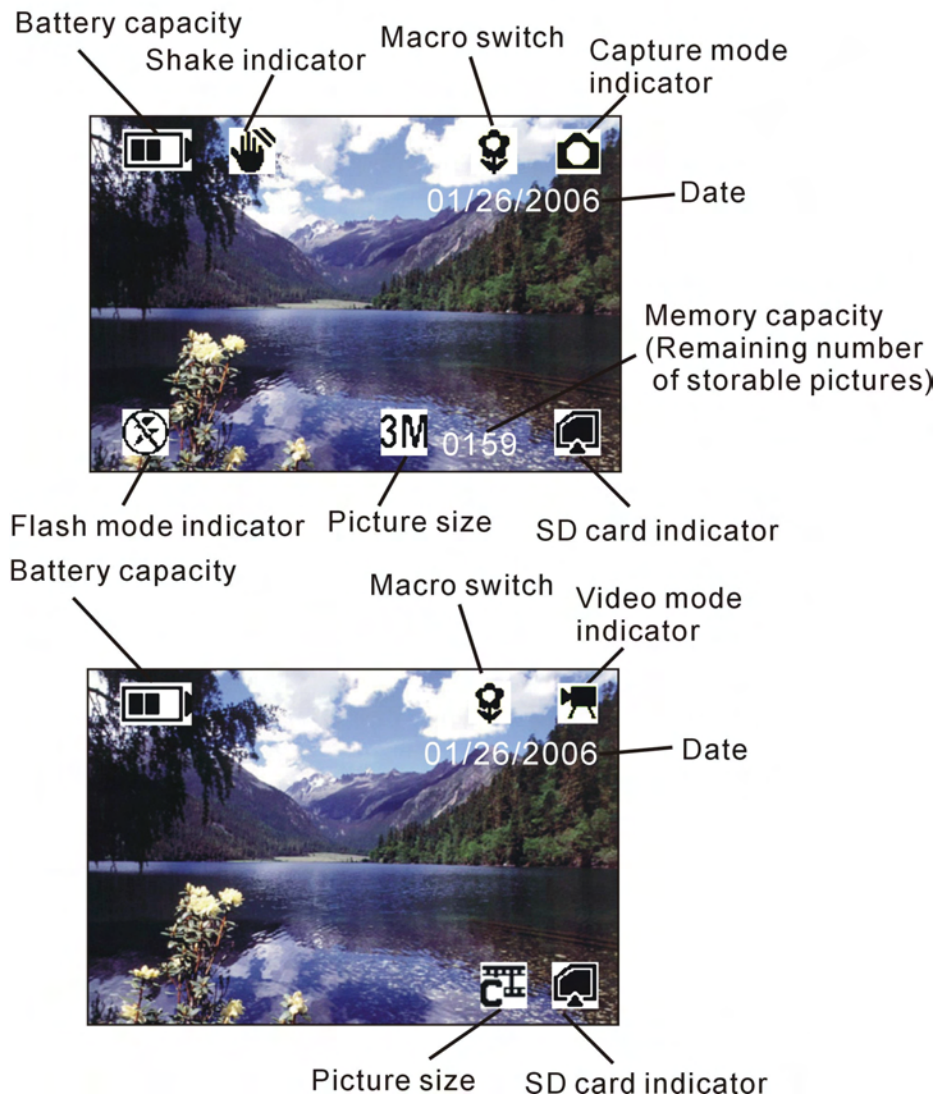 Battery capacity
Shake indicator
Macro switch
Capture mode
indicator
01/26/2006
Date
Memory capacity
(Remaining number
of storable pictures)
3M
0159
Flash mode indicator
Picture size
SD card indicator
Battery capacity
Macro switch
Video mode
indicator
01/26/2006
Date
C
Picture size
SD card indicator